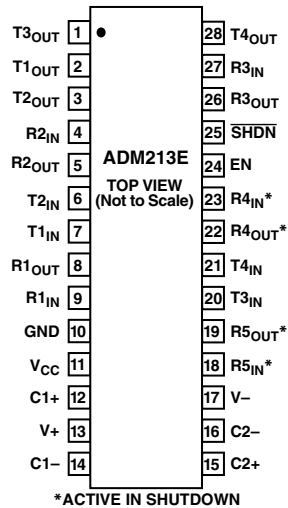 T3OUT 1
T1OUT 2
T2OUT 3
R2IN 4
R2OUT 5
T2IN 6
T1IN 7
R1OUT 8
R1IN 9
GND 10
VCC 11
C1+ 12
V+ 13
C1– 14
ADM213E
TOP VIEW
(Not to Scale)
28 T4OUT
27 R3IN
26 R3OUT
25 SHDN
24 EN
23 R4IN*
22 R4OUT*
21 T4IN
20 T3IN
19 R5OUT*
18 R5IN*
17 V–
16 C2–
15 C2+
*ACTIVE IN SHUTDOWN